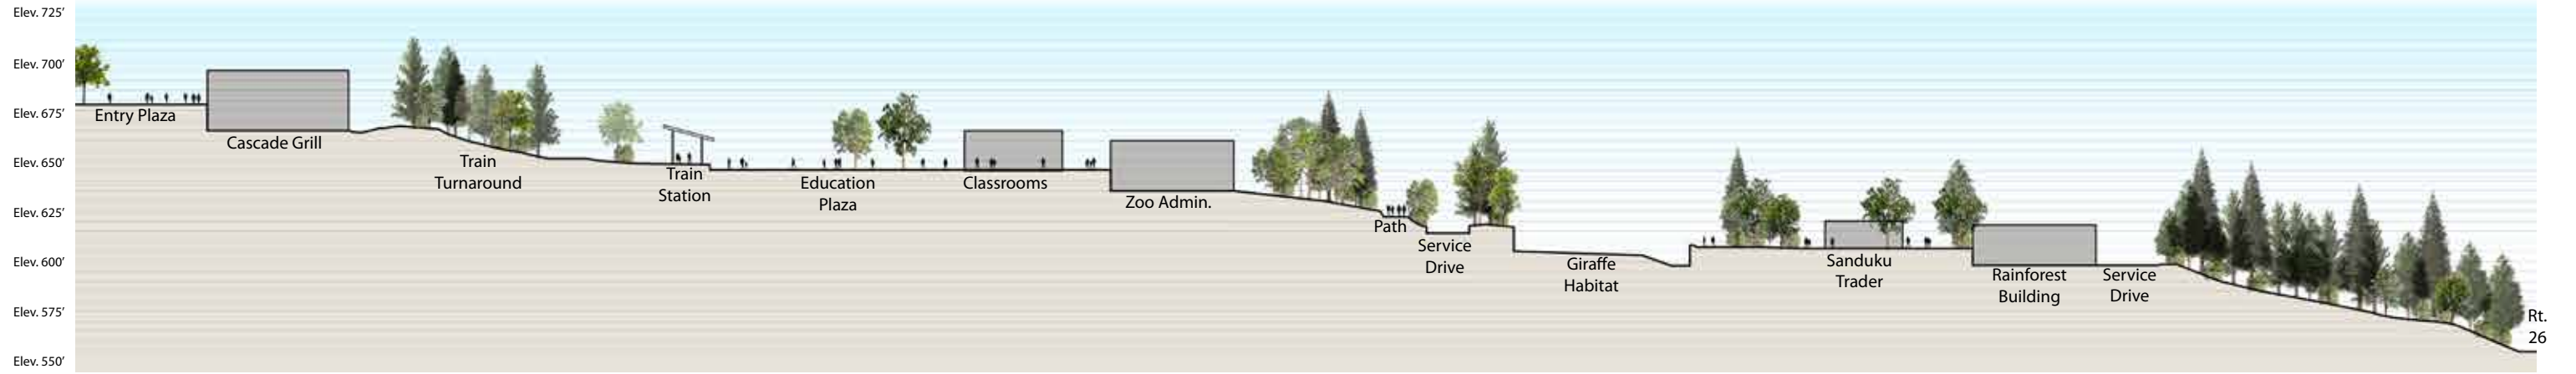 Elev. 725’
Elev. 700’
Elev. 675’
Elev. 650’
Elev. 625’
Elev. 600’
Elev. 575’
Elev. 550’
Entry Plaza
Cascade Grill
Train
Turnaround
Train
Station
Education
Plaza
Classrooms
Zoo Admin.
Path
Service
Drive
Giraffe
Habitat
Sanduku
Trader
Rainforest
Building
Service
Drive
Rt.
26